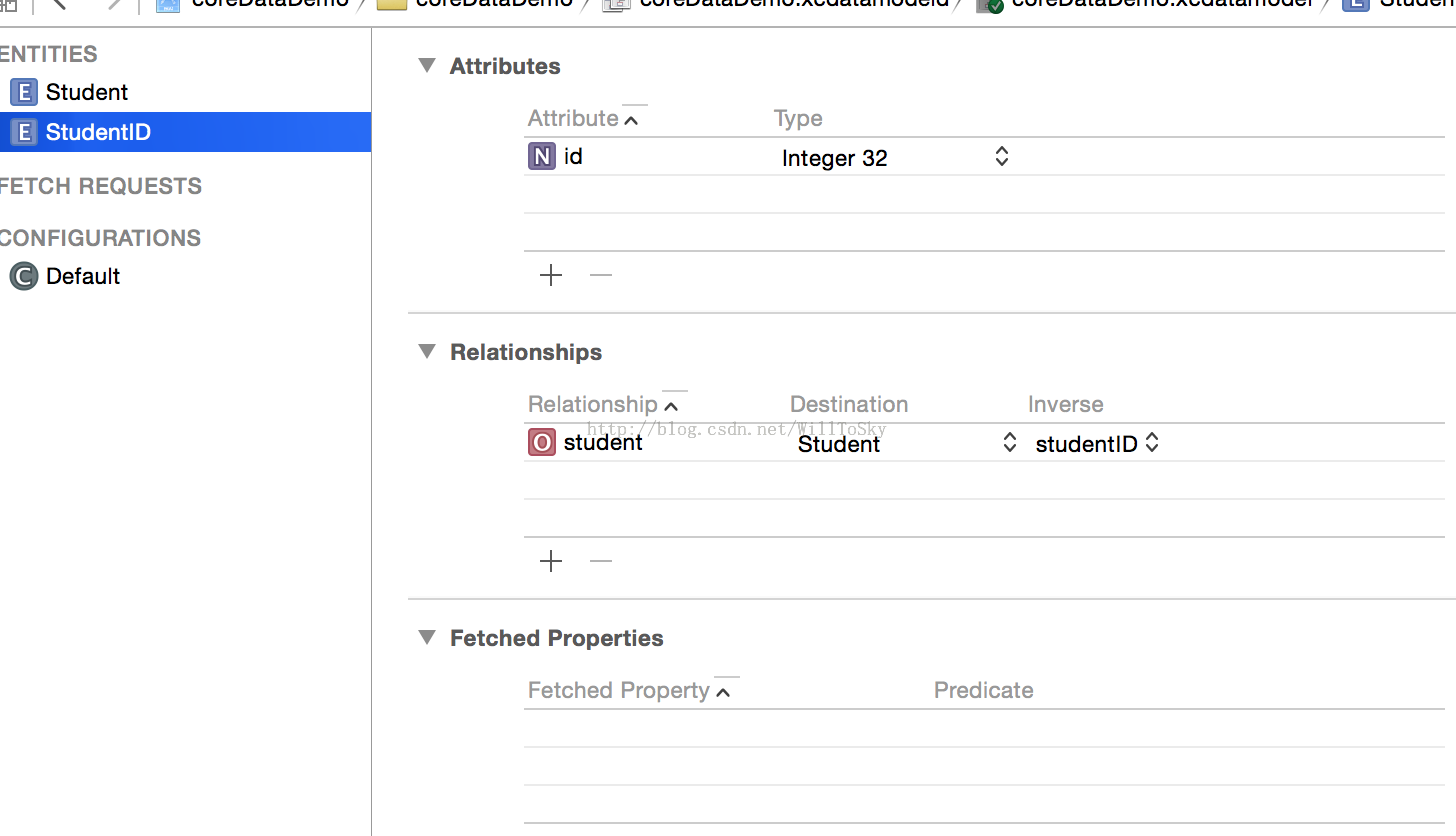 coreDataDemo coreDataDemo coreDataDemo.xcdatamodeld coreDataDemo.xcdatamodel E
ENTITIES
E Student
E StudentID
FETCH REQUESTS
CONFIGURATIONS
C Default
Attributes
Attribute Type
N id Integer 32
Relationships
Relationship Destination Inverse
http://blog.csdn.net/WillToSky
O student Student studentID
Fetched Properties
Fetched Property Predicate